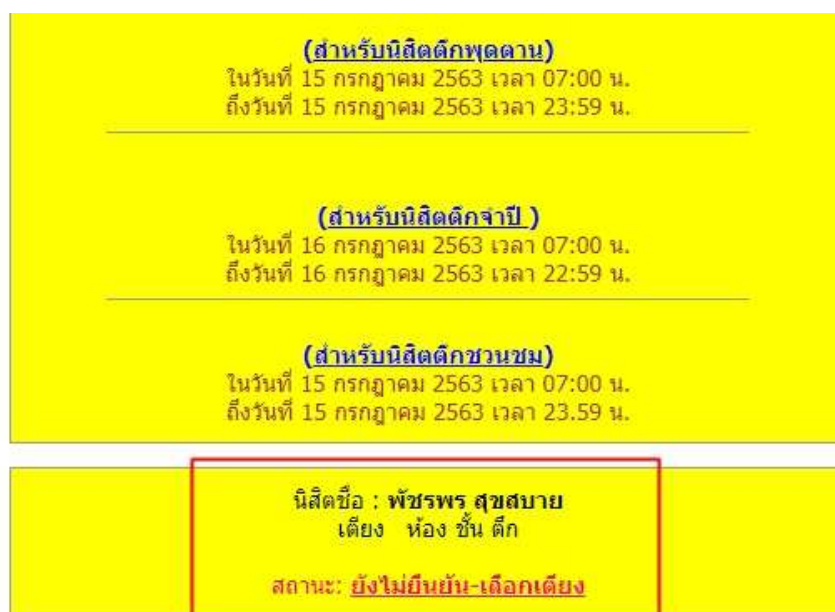 (สำหรับนิสิตตึกพุดตาน)
ในวันที่ 15 กรกฎาคม 2563 เวลา 07:00 น.
ถึงวันที่ 15 กรกฎาคม 2563 เวลา 23:59 น.
(สำหรับนิสิตตึกจำปี )
ในวันที่ 16 กรกฎาคม 2563 เวลา 07:00 น.
ถึงวันที่ 16 กรกฎาคม 2563 เวลา 22:59 น.
(สำหรับนิสิตตึกชวนชม)
ในวันที่ 15 กรกฎาคม 2563 เวลา 07:00 น.
ถึงวันที่ 15 กรกฎาคม 2563 เวลา 23.59 น.
นิสิตชื่อ : พัชรพร สุขสบาย
เตียง ห้อง ชั้น ตึก
สถานะ: ยังไม่ยืนยัน-เลือกเตียง